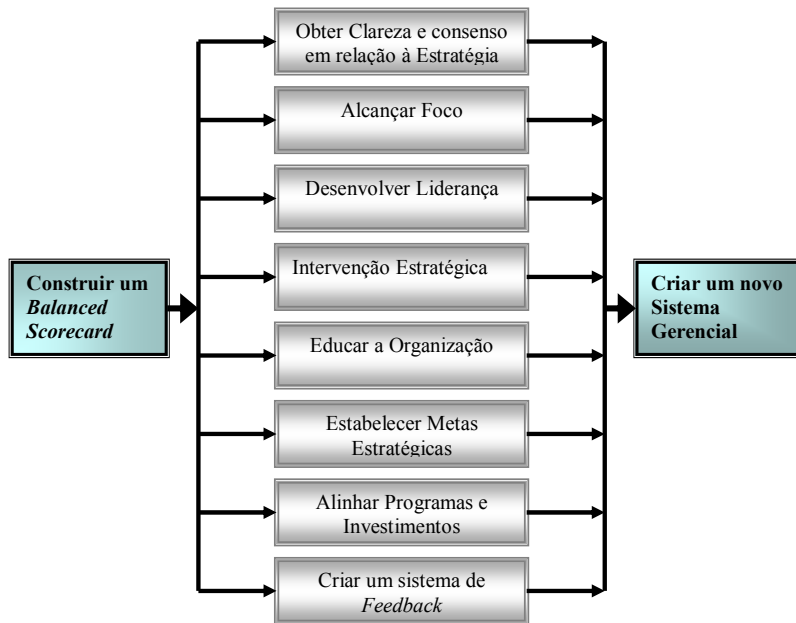 Obter Clareza e consenso
em relação à Estratégia
Alcançar Foco
Desenvolver Liderança
Intervenção Estratégica
Construir um
Balanced
Scorecard
Criar um novo
Sistema
Gerencial
Educar a Organização
Estabelecer Metas
Estratégicas
Alinhar Programas e
Investimentos
Criar um sistema de
Feedback